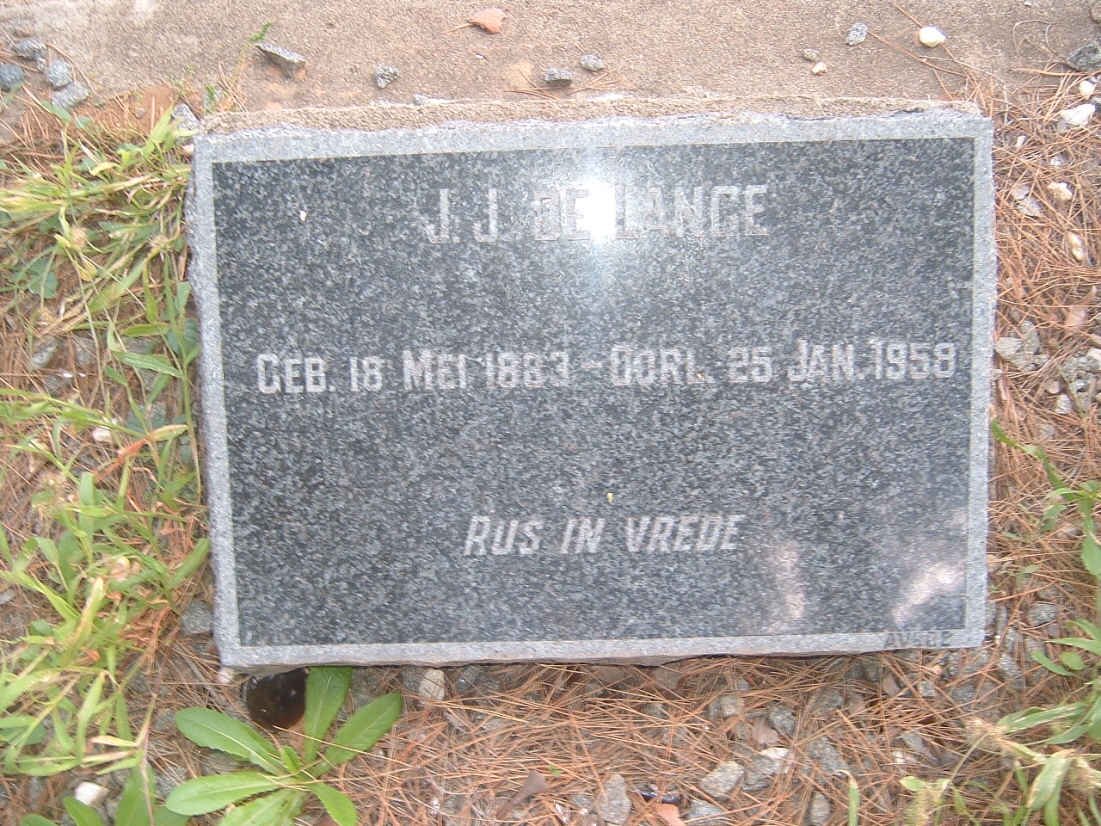 J. J. DE LANGE
GEB. 18 MEI 1883 - OORL. 25 JAN. 1958
RUS IN VREDE